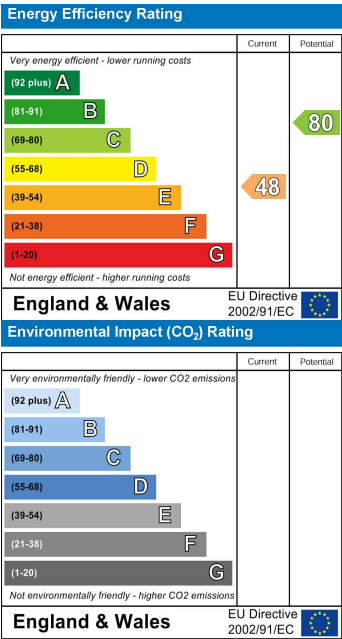 Energy Efficiency Rating
Current Potential
Very energy efficient - lower running costs
(92 plus) A
(81-91) B
(69-80) C
(55-68) D
(39-54) E
(21-38) F
(1-20) G
80
48
Not energy efficient - higher running costs
England & Wales
EU Directive
2002/91/EC
Environmental Impact (CO₂) Rating
Current Potential
Very environmentally friendly - lower CO2 emissions
(92 plus) A
(81-91) B
(69-80) C
(55-68) D
(39-54) E
(21-38) F
(1-20) G
Not environmentally friendly - higher CO2 emissions
England & Wales
EU Directive
2002/91/EC